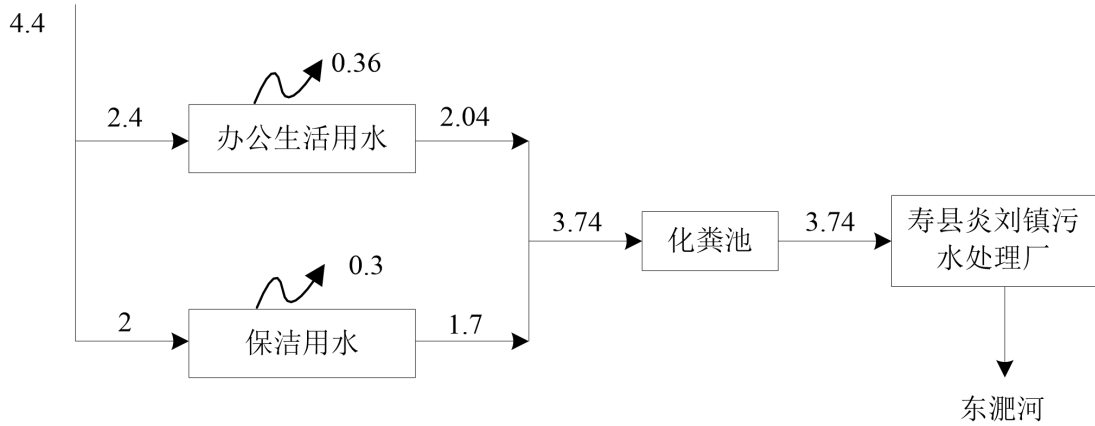 4.4
0.36
2.4
办公生活用水
2.04
3.74
化粪池
3.74
寿县炎刘镇污
水处理厂
0.3
2
保洁用水
1.7
东淝河